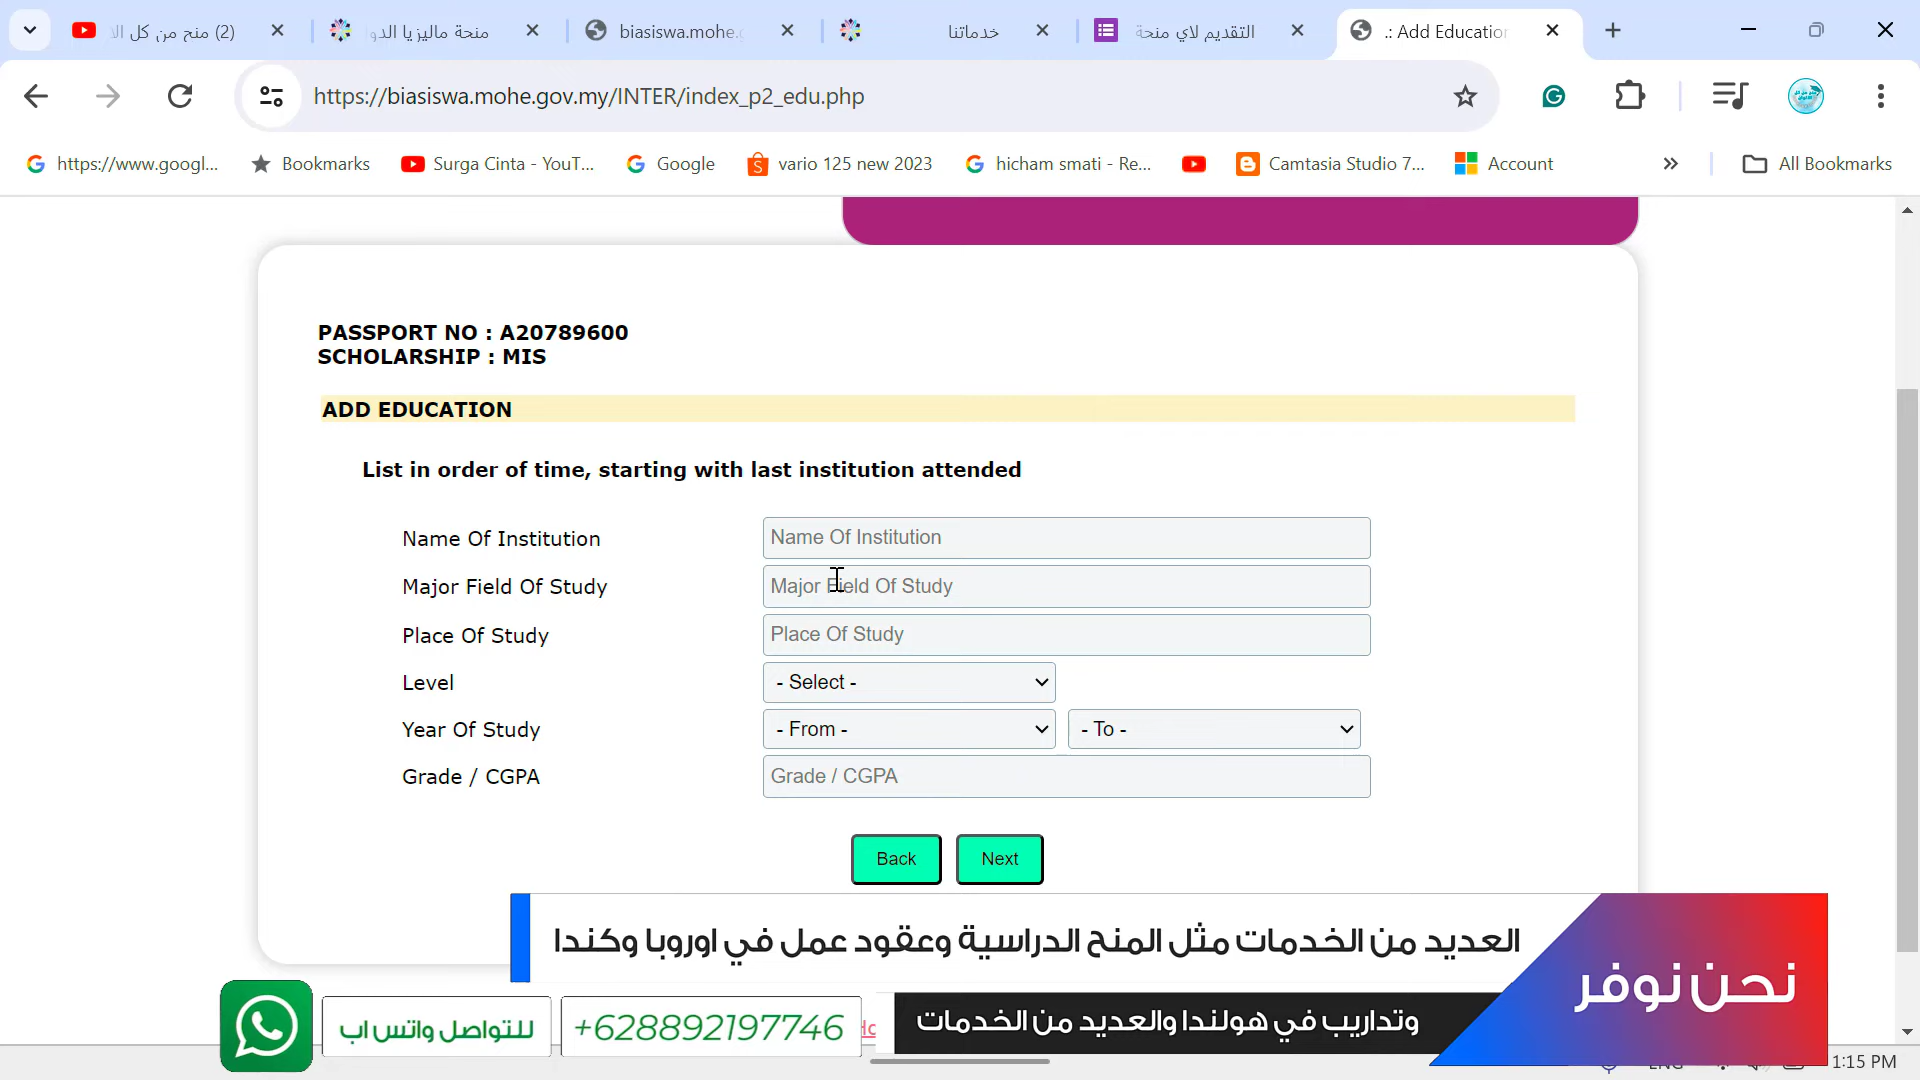 (2) منح من كل الا
منحة ماليزيا الدو
biasiswa.mohe.g
خدماتنا
التقديم لاي منحة
.: Add Education
https://biasiswa.mohe.gov.my/INTER/index_p2_edu.php
https://www.googl...
Bookmarks
Surga Cinta - YouT...
Google
vario 125 new 2023
hicham smati - Re...
Camtasia Studio 7...
Account
All Bookmarks
PASSPORT NO : A20789600
SCHOLARSHIP : MIS
ADD EDUCATION
List in order of time, starting with last institution attended
Name Of Institution
Name Of Institution
Major Field Of Study
Major Field Of Study
Place Of Study
Place Of Study
Level
- Select -
Year Of Study
- From -
- To -
Grade / CGPA
Grade / CGPA
Back
Next
العديد من الخدمات مثل المنح الدراسية وعقود عمل في اوروبا وكندا
نحن نوفر
وتداريب في هولندا والعديد من الخدمات
للتواصل واتس اب
+628892197746
ENG
1:15 PM